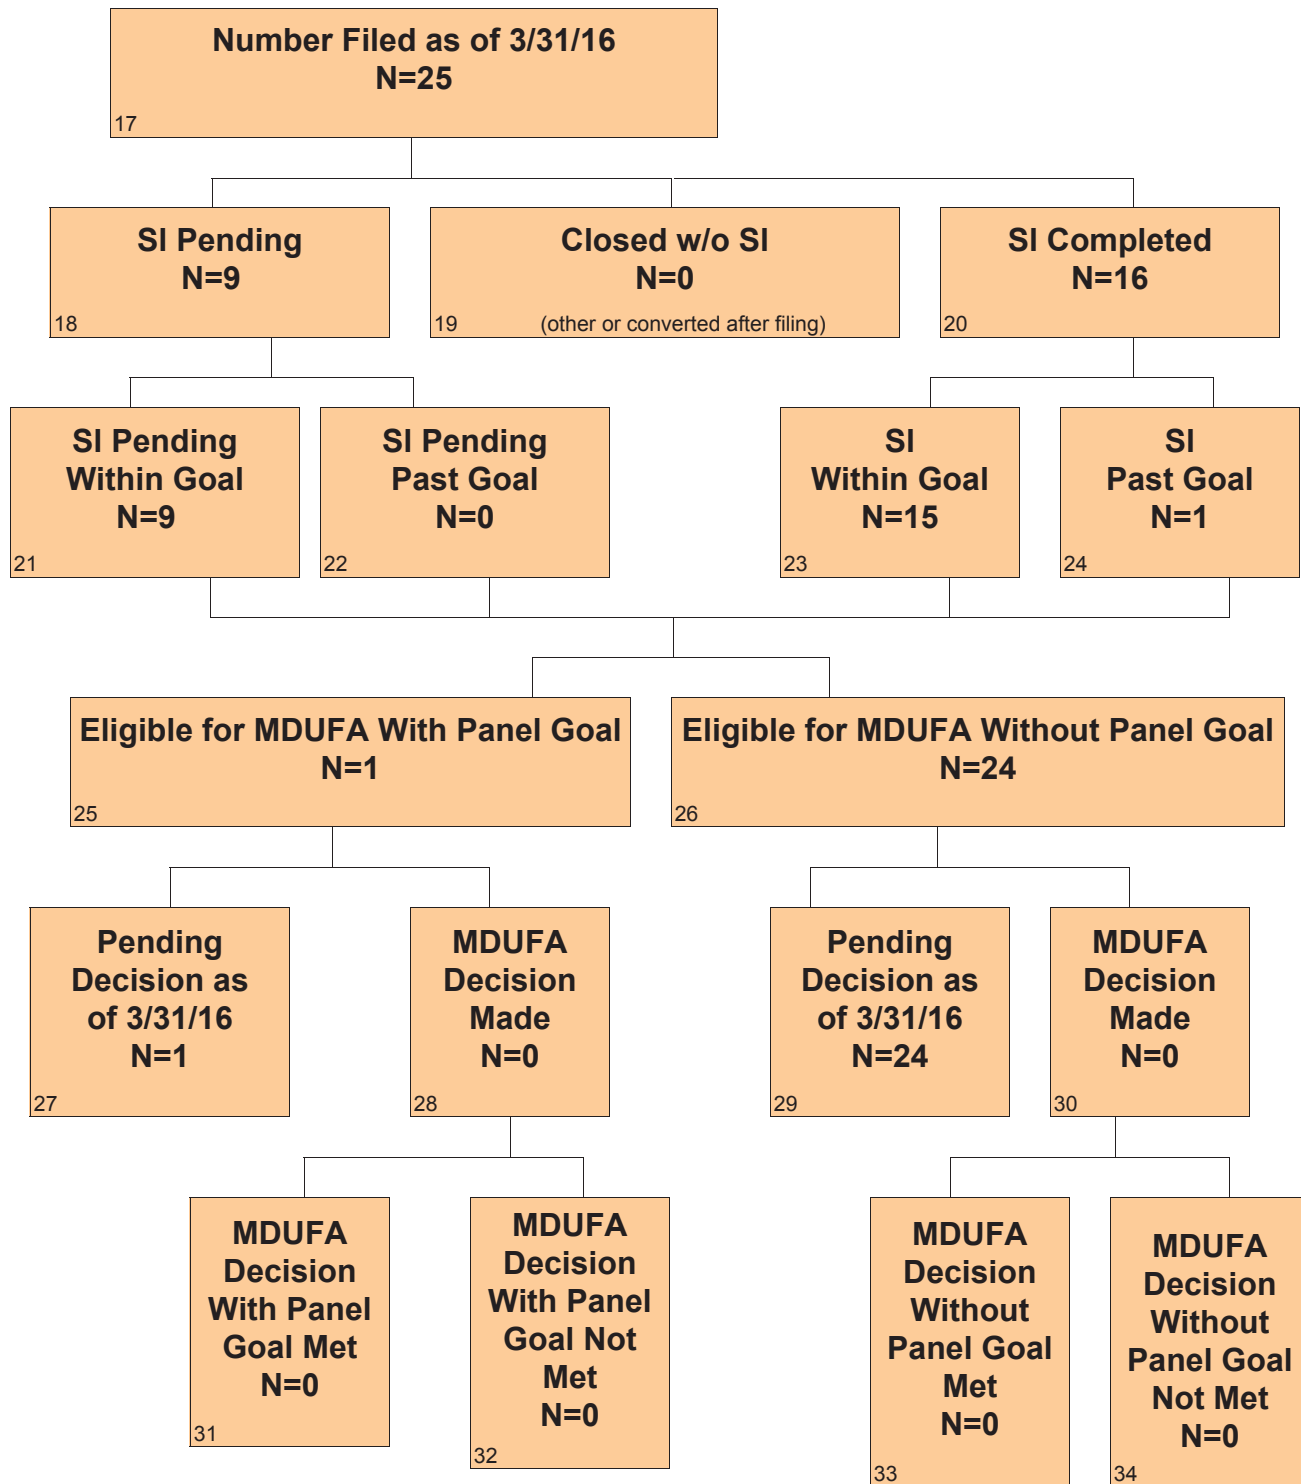 Number Filed as of 3/31/16
N=25
17
SI Pending
N=9
18
Closed w/o SI
N=0
19
(other or converted after filing)
SI Completed
N=16
20
SI Pending
Within Goal
N=9
21
SI Pending
Past Goal
N=0
22
SI
Within Goal
N=15
23
SI
Past Goal
N=1
24
Eligible for MDUFA With Panel Goal
N=1
25
Eligible for MDUFA Without Panel Goal
N=24
26
Pending
Decision as
of 3/31/16
N=1
27
MDUFA
Decision
Made
N=0
28
Pending
Decision as
of 3/31/16
N=24
29
MDUFA
Decision
Made
N=0
30
MDUFA
Decision
With Panel
Goal Met
N=0
31
MDUFA
Decision
With Panel
Goal Not
Met
N=0
32
MDUFA
Decision
Without
Panel Goal
Met
N=0
33
MDUFA
Decision
Without
Panel Goal
Not Met
N=0
34